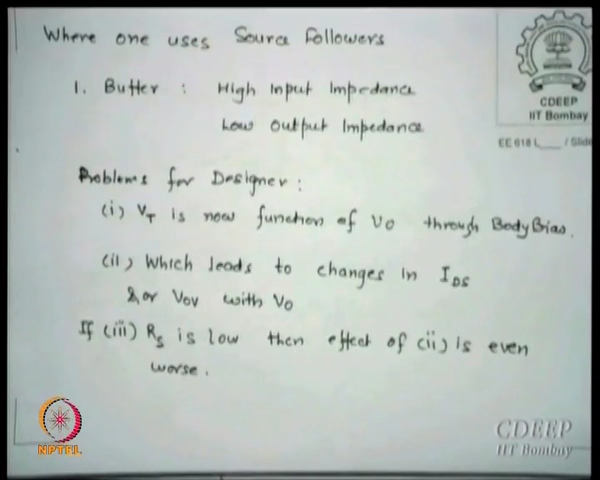 Where one uses Source Followers
1. Buffer : High Input Impedance
Low Output Impedance
CDEEP
IIT Bombay
EE 618 L___ / Slide
Problems for Designer :
(i) VT is now function of VO through Body Bias.
(ii) Which leads to changes in IDS
&or VOV with VO
If (iii) RS is low then effect of (ii) is even
worse.
NPTEL
CDEEP
IIT Bombay